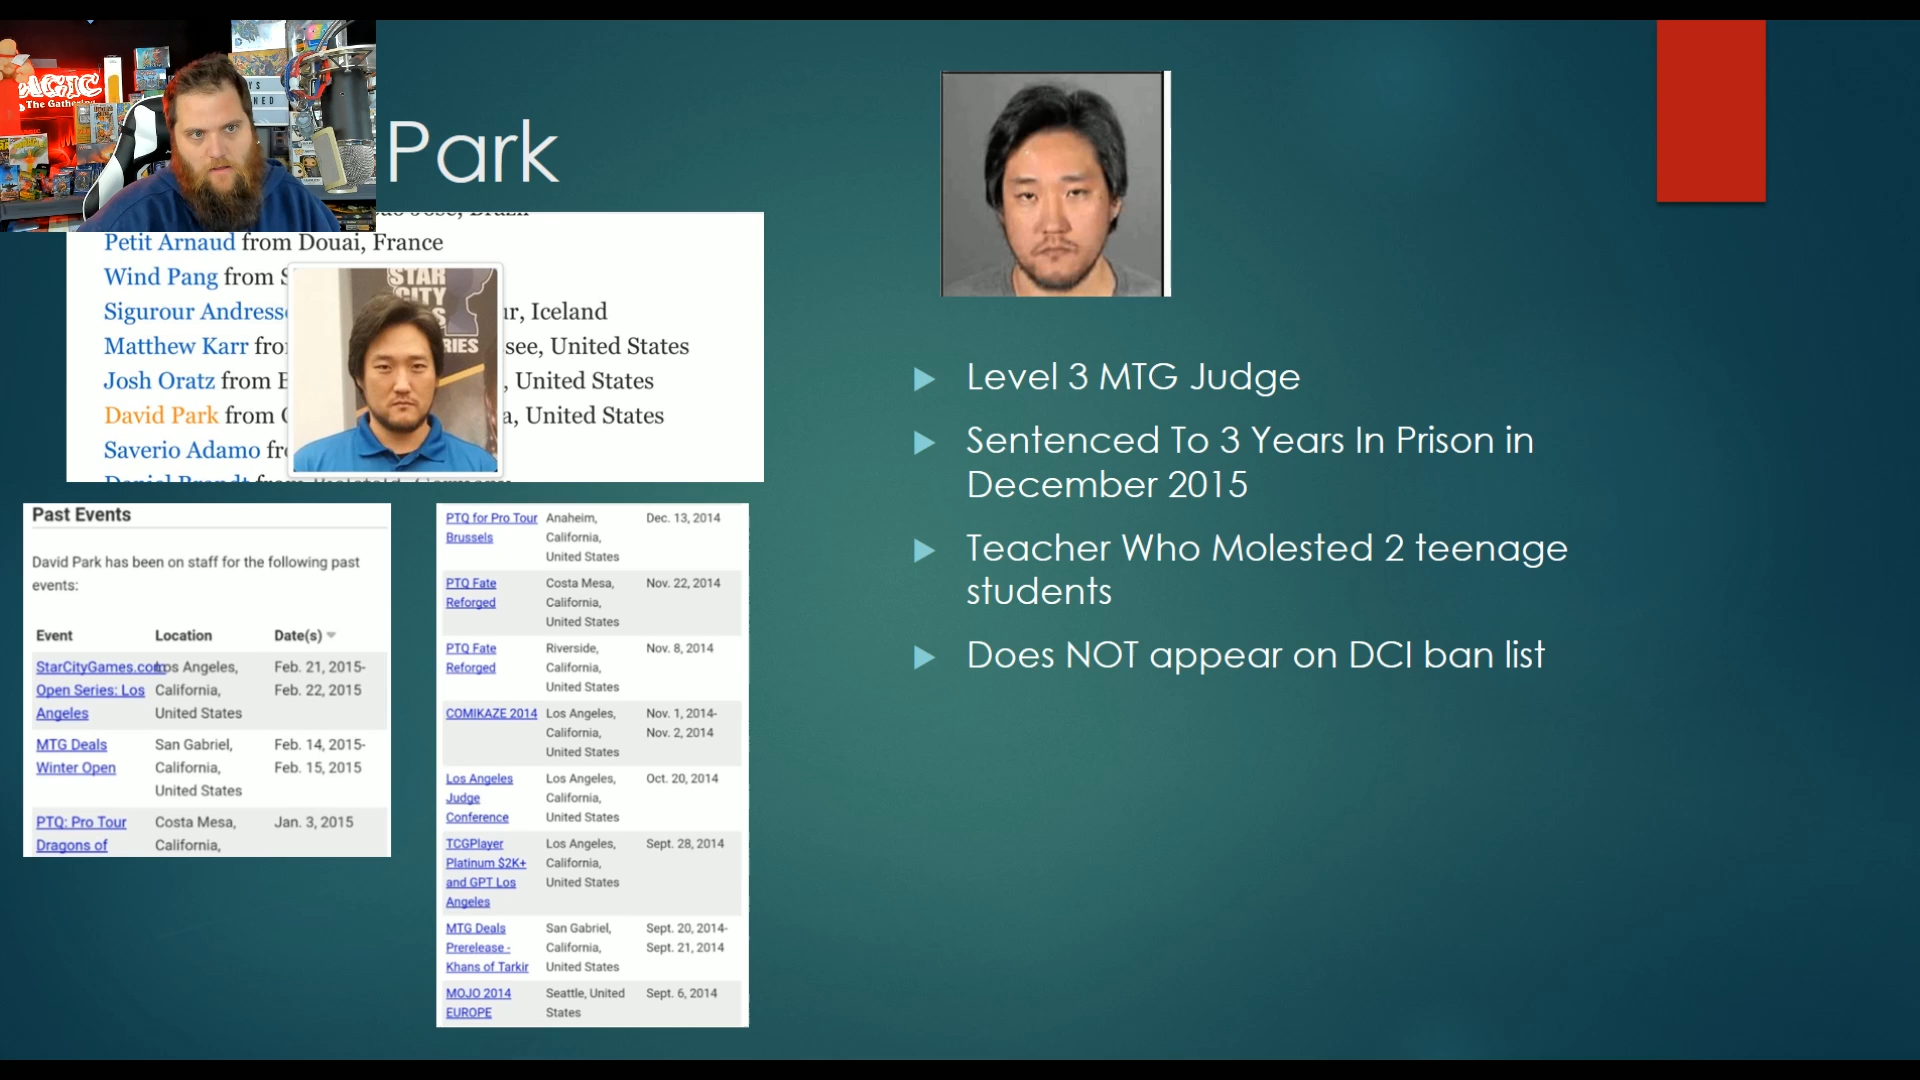 AGIC
The Gathering
YS
NED
Park
Petit Arnaud from Douai, France
Wind Pang from S
Sigurour Andress ur, Iceland
Matthew Karr from see, United States
Josh Oratz from E , United States
David Park from C a, United States
Saverio Adamo fr
STAR
CITY
S
RIES
Past Events
David Park has been on staff for the following past
events:
Event Location Date(s)
StarCityGames.com Los Angeles, Feb. 21, 2015-
Open Series: Los California, Feb. 22, 2015
Angeles United States
MTG Deals San Gabriel, Feb. 14, 2015-
Winter Open California, Feb. 15, 2015
United States
PTQ: Pro Tour Costa Mesa, Jan. 3, 2015
Dragons of California,
PTQ for Pro Tour Anaheim, Dec. 13, 2014
Brussels California,
United States
PTQ Fate Costa Mesa, Nov. 22, 2014
Reforged California,
United States
PTQ Fate Riverside, Nov. 8, 2014
Reforged California,
United States
COMIKAZE 2014 Los Angeles, Nov. 1, 2014-
California, Nov. 2, 2014
United States
Los Angeles Los Angeles, Oct. 20, 2014
Judge California,
Conference United States
TCGPlayer Los Angeles, Sept. 28, 2014
Platinum $2K+ California,
and GPT Los United States
Angeles
MTG Deals San Gabriel, Sept. 20, 2014-
Prerelease - California, Sept. 21, 2014
Khans of Tarkir United States
MOJO 2014 Seattle, United Sept. 6, 2014
EUROPE States
Level 3 MTG Judge
Sentenced To 3 Years In Prison in
December 2015
Teacher Who Molested 2 teenage
students
Does NOT appear on DCI ban list